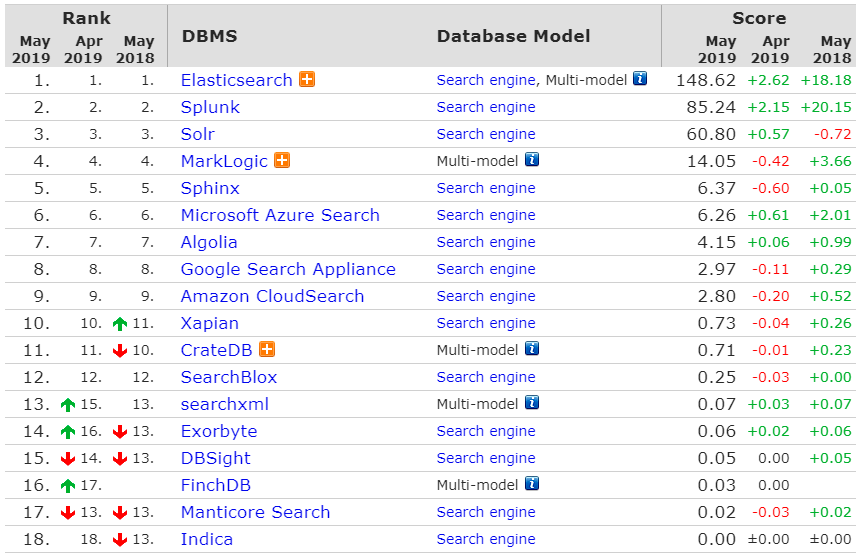 Rank Score
DBMS Database Model
May Apr May May Apr May
2019 2019 2018 2019 2019 2018
1. 1. 1. Elasticsearch Search engine, Multi-model i 148.62 +2.62 +18.18
2. 2. 2. Splunk Search engine 85.24 +2.15 +20.15
3. 3. 3. Solr Search engine 60.80 +0.57 -0.72
4. 4. 4. MarkLogic Multi-model i 14.05 -0.42 +3.66
5. 5. 5. Sphinx Search engine 6.37 -0.60 +0.05
6. 6. 6. Microsoft Azure Search Search engine 6.26 +0.61 +2.01
7. 7. 7. Algolia Search engine 4.15 +0.06 +0.99
8. 8. 8. Google Search Appliance Search engine 2.97 -0.11 +0.29
9. 9. 9. Amazon CloudSearch Search engine 2.80 -0.20 +0.52
10. 10. 11. Xapian Search engine 0.73 -0.04 +0.26
11. 11. 10. CrateDB Multi-model i 0.71 -0.01 +0.23
12. 12. 12. SearchBlox Search engine 0.25 -0.03 +0.00
13. 15. 13. searchxml Multi-model i 0.07 +0.03 +0.07
14. 16. 13. Exorbyte Search engine 0.06 +0.02 +0.06
15. 14. 13. DBSight Search engine 0.05 0.00 +0.05
16. 17. FinchDB Multi-model i 0.03 0.00
17. 13. 13. Manticore Search Search engine 0.02 -0.03 +0.02
18. 18. 13. Indica Search engine 0.00 ±0.00 ±0.00